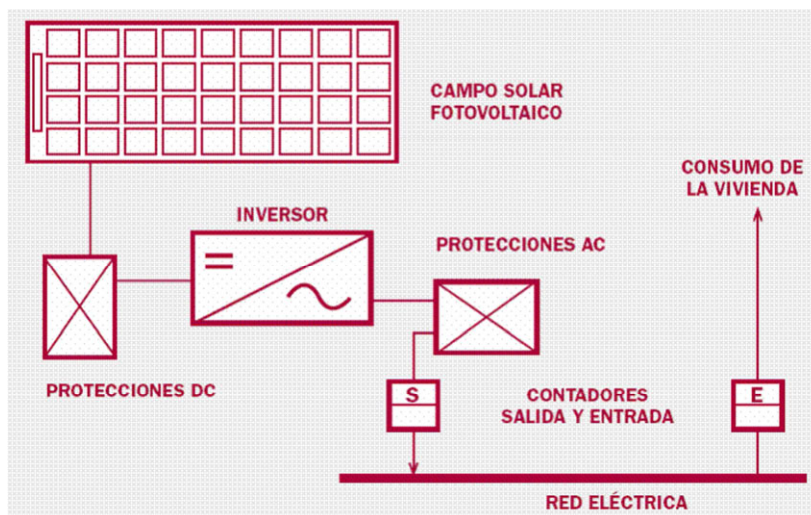 CAMPO SOLAR
FOTOVOLTAICO
CONSUMO DE
LA VIVIENDA
INVERSOR
PROTECCIONES AC
PROTECCIONES DC
S
CONTADORES
SALIDA Y ENTRADA
E
RED ELÉCTRICA